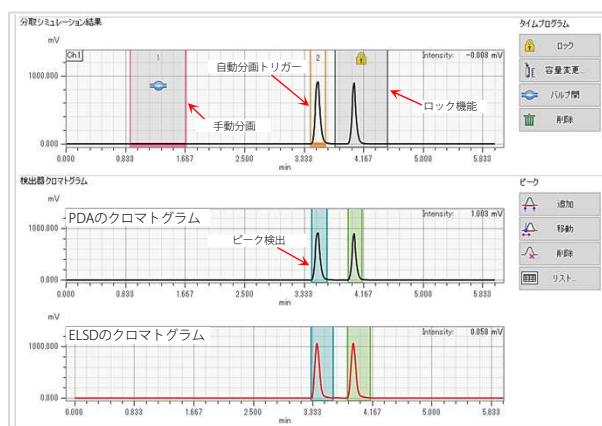 分取シミュレーション結果
タイムプログラム
mV
Ch1
1
2
Intensity: -0.008 mV
1000.000
0.000
自動分画トリガー
手動分画
ロック機能
0.000 0.833 1.667 2.500 3.333 4.167 5.000 5.833
min
ロック
容量変更...
バルブ開
削除
検出器クロマトグラム
ピーク
mV
Intensity: 1.003 mV
1000.000
0.000
PDAのクロマトグラム
ピーク検出
0.000 0.833 1.667 2.500 3.333 4.167 5.000 5.833
min
追加
移動
削除
リスト...
mV
Intensity: 0.058 mV
1000.000
0.000
ELSDのクロマトグラム
0.000 0.833 1.667 2.500 3.333 4.167 5.000 5.833
min